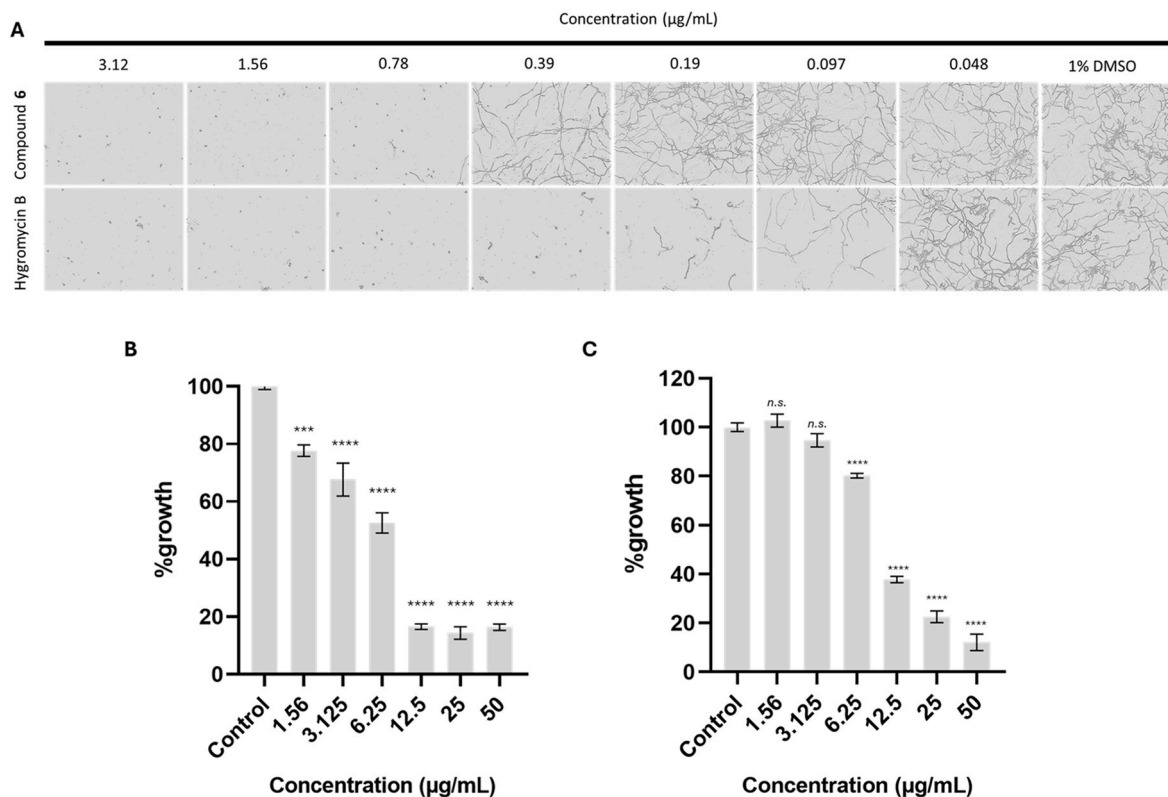 Concentration (µg/mL)
A
3.12 1.56 0.78 0.39 0.19 0.097 0.048 1% DMSO
Compound 6
Hygromycin B
B
100
80
60
40
20
0
%growth
***
****
****
****
****
****
Control
1.56
3.125
6.25
12.5
25
50
Concentration (µg/mL)
C
120
100
80
60
40
20
0
%growth
n.s.
n.s.
****
****
****
****
Control
1.56
3.125
6.25
12.5
25
50
Concentration (µg/mL)